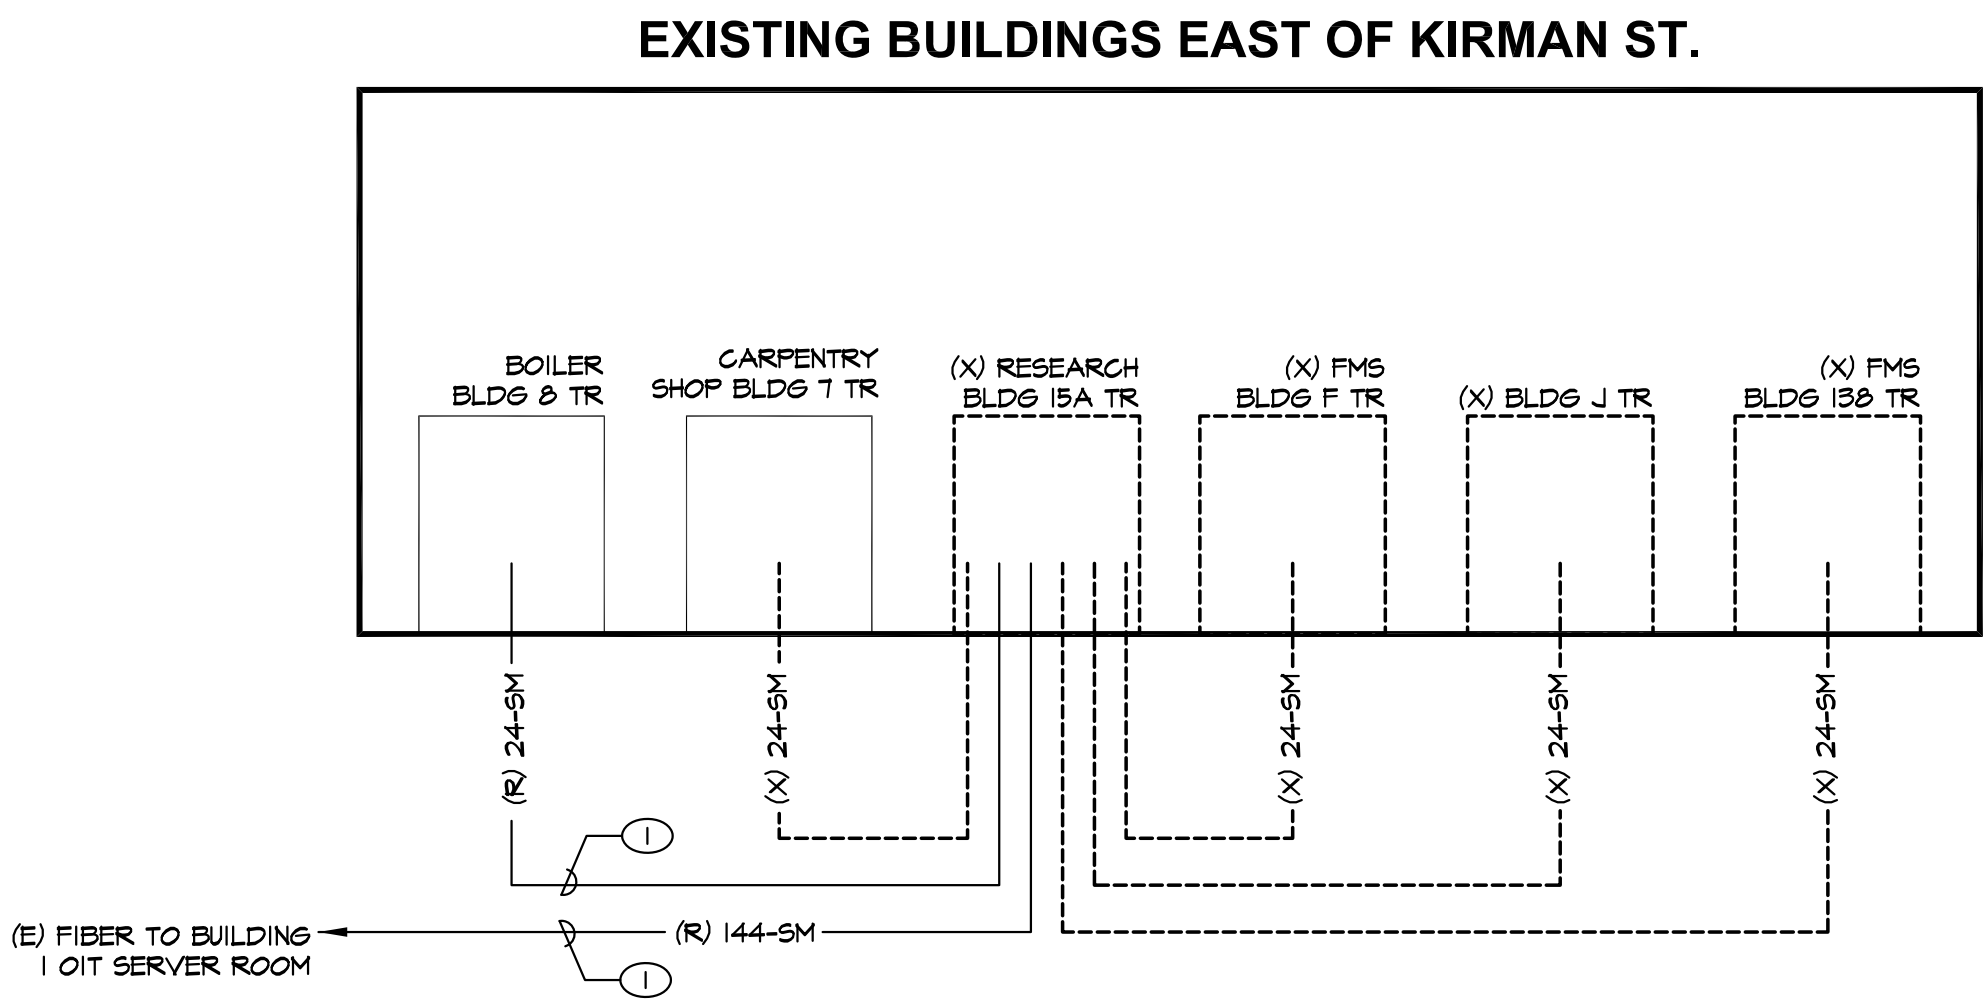 EXISTING BUILDINGS EAST OF KIRMAN ST.
BOILER
BLDG 8 TR
CARPENTRY
SHOP BLDG 7 TR
(X) RESEARCH
BLDG 15A TR
(X) FMS
BLDG F TR
(X) BLDG J TR
(X) FMS
BLDG 138 TR
(R) 24-SM
(X) 24-SM
(X) 24-SM
(X) 24-SM
(X) 24-SM
1
(E) FIBER TO BUILDING
1 OIT SERVER ROOM
(R) 144-SM
1